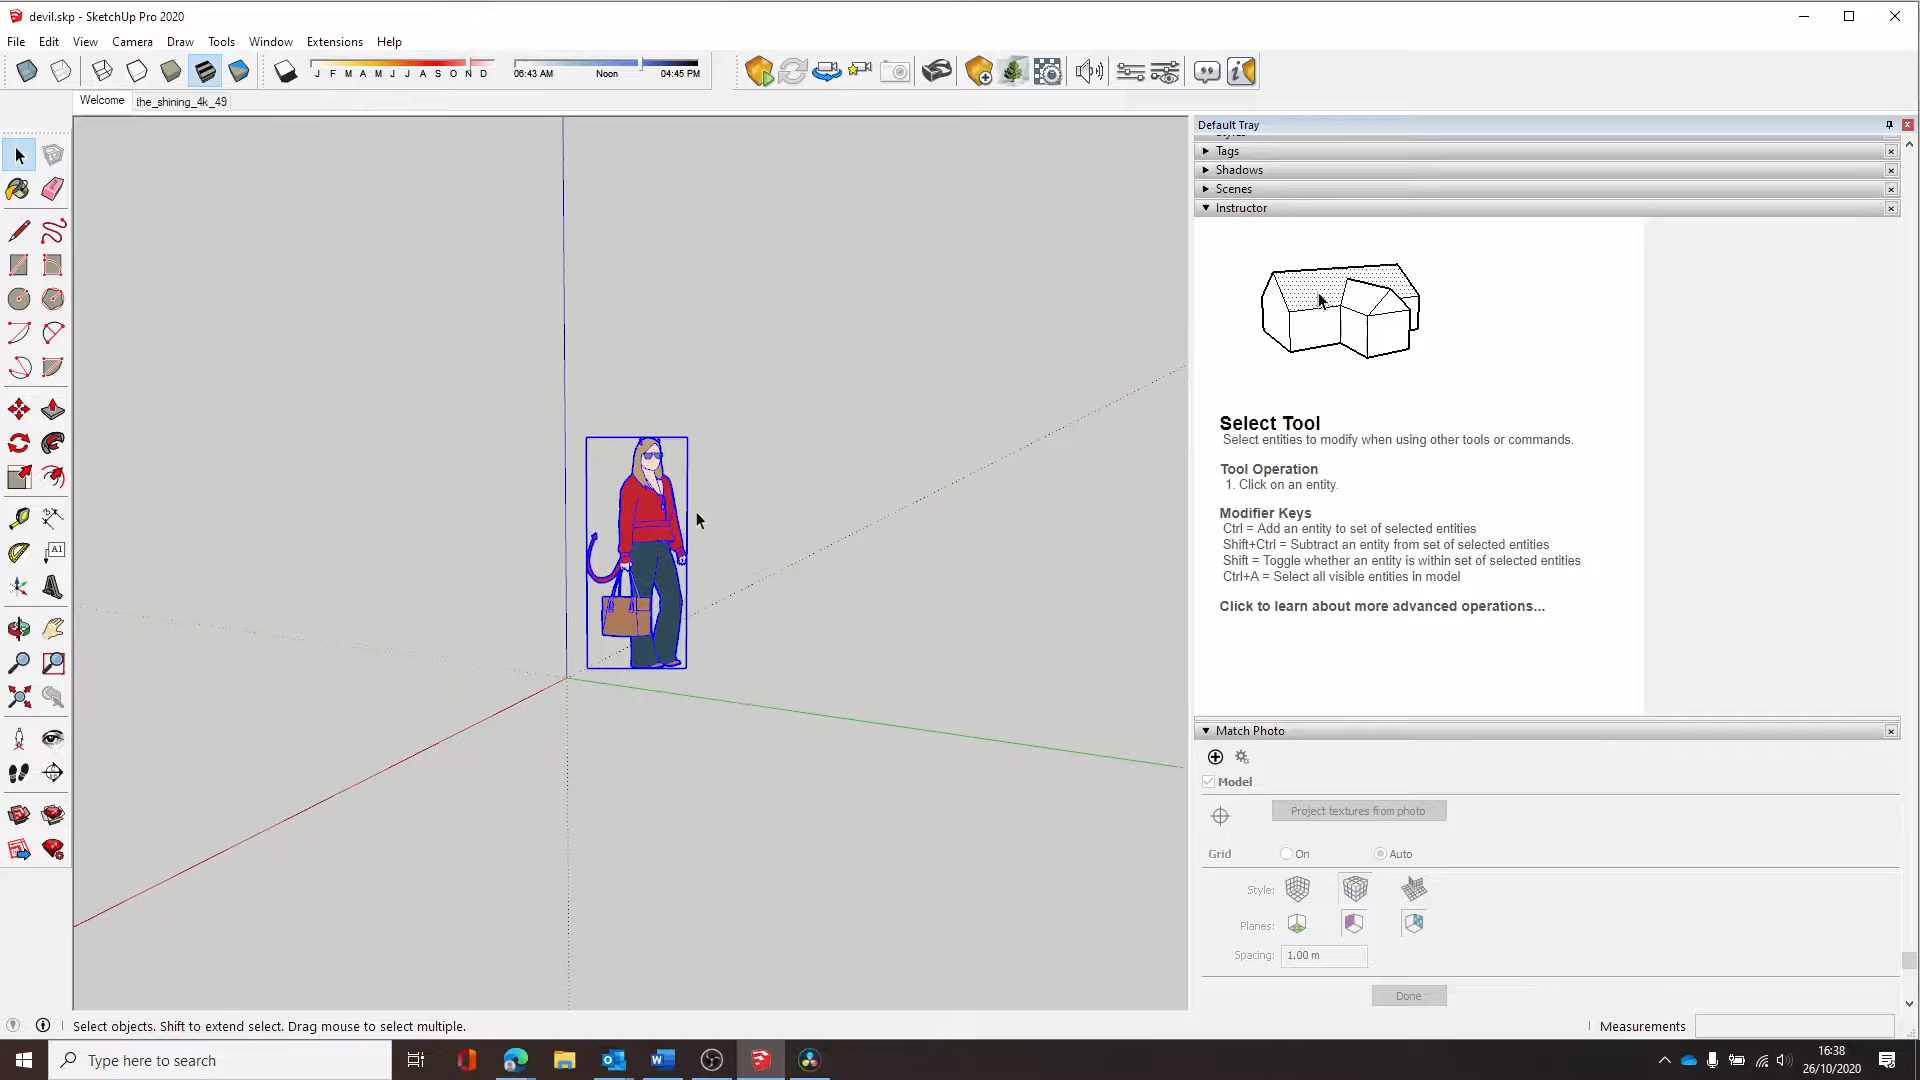 devil.skp - SketchUp Pro 2020
File Edit View Camera Draw Tools Window Extensions Help
J F M A M J J A S O N D
06:43 AM Noon 04:45 PM
Welcome the_shining_4k_49
Default Tray
Tags
Shadows
Scenes
Instructor
Select Tool
Select entities to modify when using other tools or commands.
Tool Operation
1. Click on an entity.
Modifier Keys
Ctrl = Add an entity to set of selected entities
Shift+Ctrl = Subtract an entity from set of selected entities
Shift = Toggle whether an entity is within set of selected entities
Ctrl+A = Select all visible entities in model
Click to learn about more advanced operations...
A1
Match Photo
Model
Project textures from photo
Grid On Auto
Style:
Planes:
Spacing: 1.00 m
Done
Select objects. Shift to extend select. Drag mouse to select multiple.
Measurements
Type here to search
16:38
26/10/2020